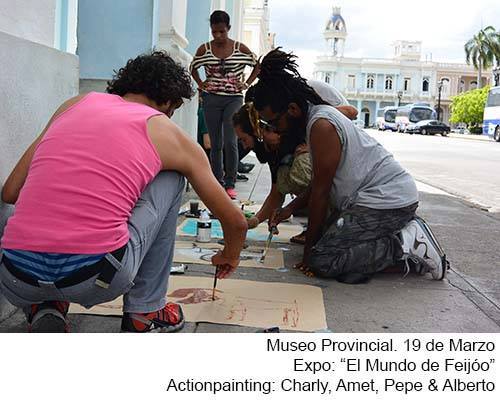 Museo Provincial. 19 de Marzo
Expo: “El Mundo de Feijóo”
Actionpainting: Charly, Amet, Pepe & Alberto